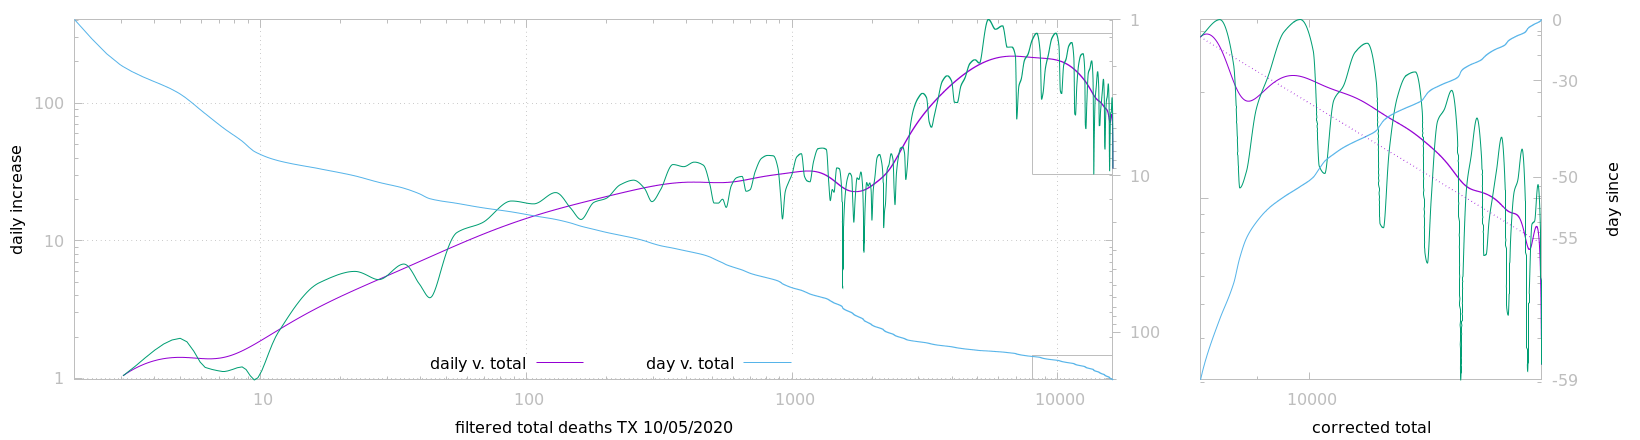 daily increase
100
10
1
1
10
100
10
100
1000
10000
daily v. total
day v. total
filtered total deaths TX 10/05/2020
0
-30
-50
-55
-59
day since
10000
corrected total